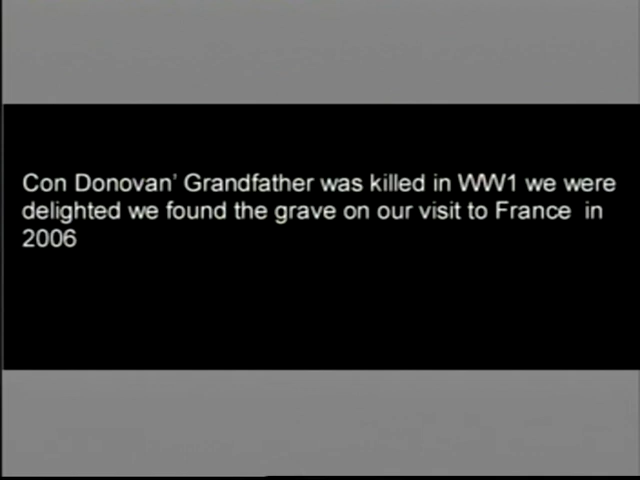 Con Donovan’ Grandfather was killed in WW1 we were
delighted we found the grave on our visit to France  in
2006